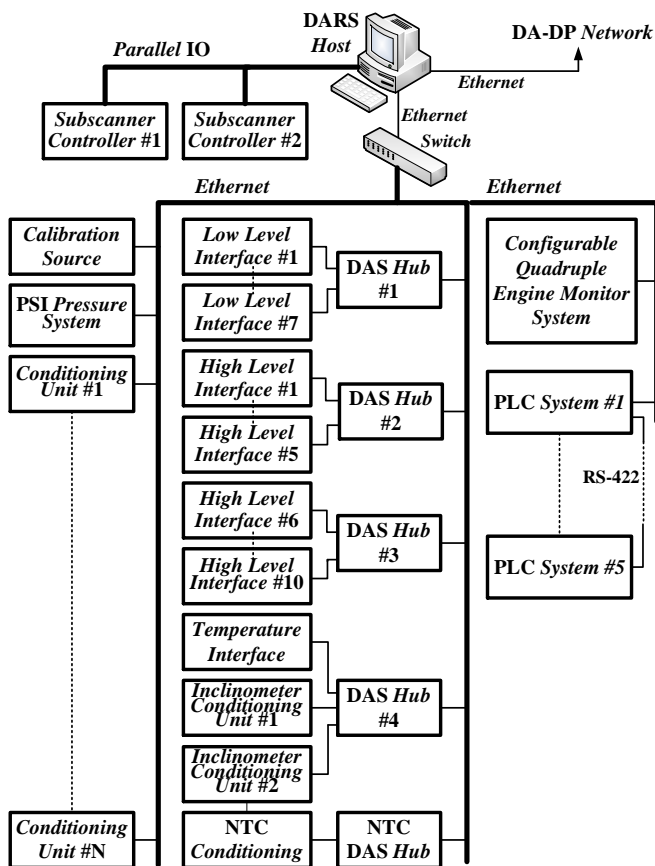 DARS
Host
DA-DP Network
Parallel IO
Ethernet
Ethernet
Switch
Subscanner
Controller #1
Subscanner
Controller #2
Ethernet
Ethernet
Calibration
Source
PSI Pressure
System
Conditioning
Unit #1
Conditioning
Unit #N
Low Level
Interface #1
Low Level
Interface #7
DAS Hub
#1
High Level
Interface #1
High Level
Interface #5
DAS Hub
#2
High Level
Interface #6
High Level
Interface #10
DAS Hub
#3
Temperature
Interface
Inclinometer
Conditioning
Unit #1
Inclinometer
Conditioning
Unit #2
DAS Hub
#4
NTC
Conditioning
NTC
DAS Hub
Configurable
Quadruple
Engine Monitor
System
PLC System #1
RS-422
PLC System #5